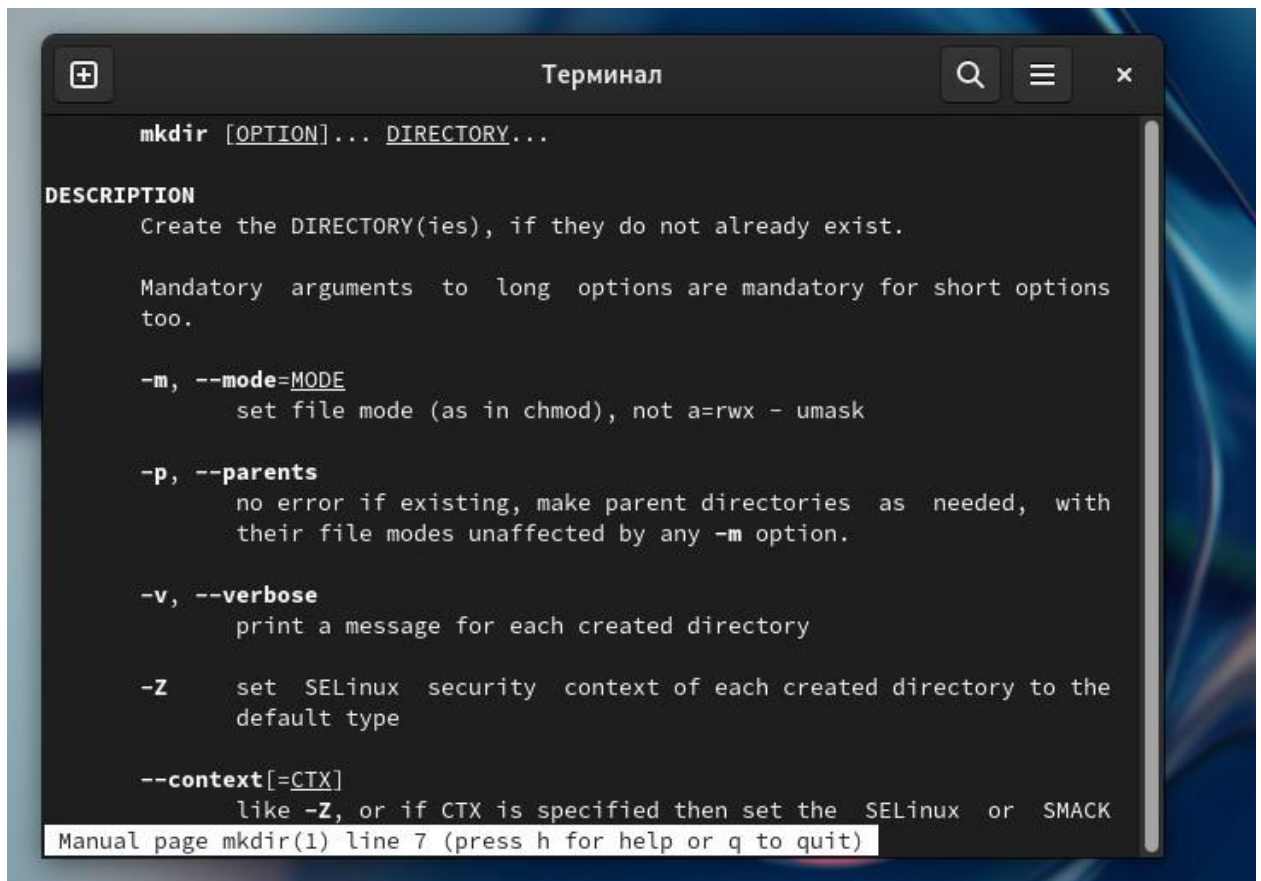 Терминал
mkdir [OPTION]... DIRECTORY...
DESCRIPTION
Create the DIRECTORY(ies), if they do not already exist.
Mandatory  arguments  to  long  options are mandatory for short options
too.
-m, --mode=MODE
set file mode (as in chmod), not a=rwx - umask
-p, --parents
no error if existing, make parent directories  as  needed,  with
their file modes unaffected by any -m option.
-v, --verbose
print a message for each created directory
-Z     set  SELinux  security  context of each created directory to the
default type
--context[=CTX]
like -Z, or if CTX is specified then set the  SELinux  or  SMACK
Manual page mkdir(1) line 7 (press h for help or q to quit)